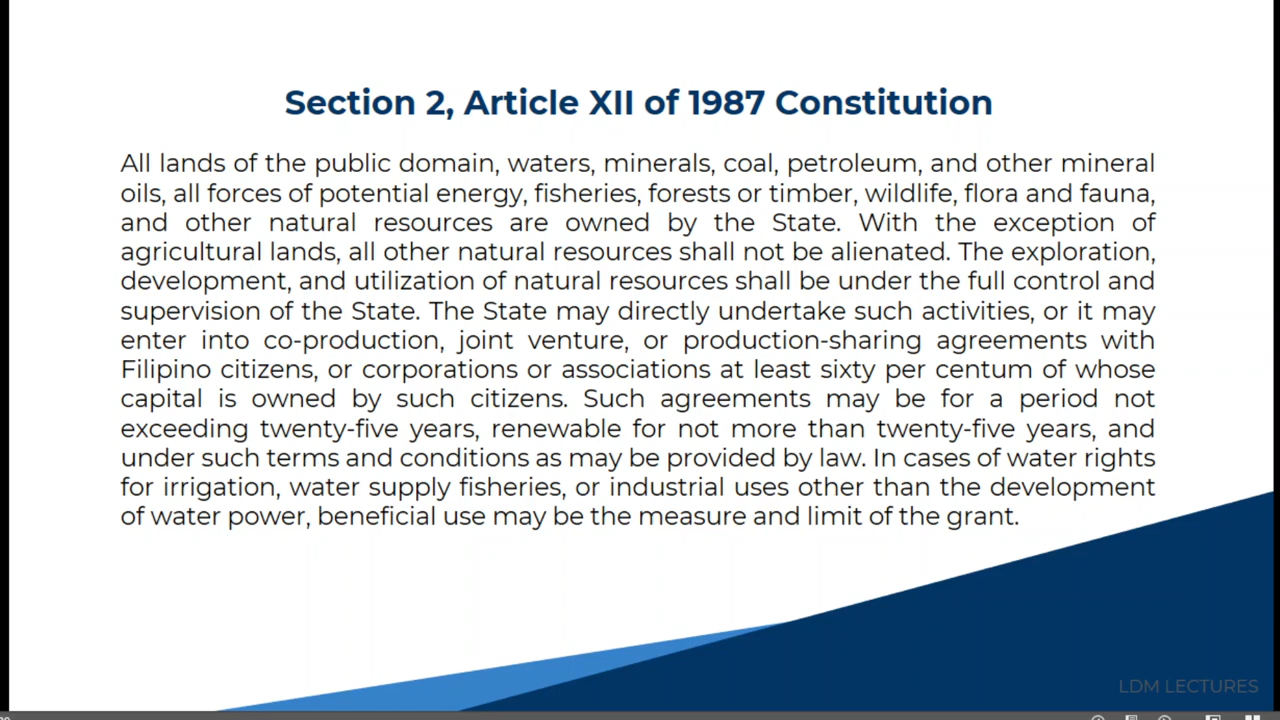 Section 2, Article XII of 1987 Constitution
All lands of the public domain, waters, minerals, coal, petroleum, and other mineral
oils, all forces of potential energy, fisheries, forests or timber, wildlife, flora and fauna,
and other natural resources are owned by the State. With the exception of
agricultural lands, all other natural resources shall not be alienated. The exploration,
development, and utilization of natural resources shall be under the full control and
supervision of the State. The State may directly undertake such activities, or it may
enter into co-production, joint venture, or production-sharing agreements with
Filipino citizens, or corporations or associations at least sixty per centum of whose
capital is owned by such citizens. Such agreements may be for a period not
exceeding twenty-five years, renewable for not more than twenty-five years, and
under such terms and conditions as may be provided by law. In cases of water rights
for irrigation, water supply fisheries, or industrial uses other than the development
of water power, beneficial use may be the measure and limit of the grant.
LDM LECTURES